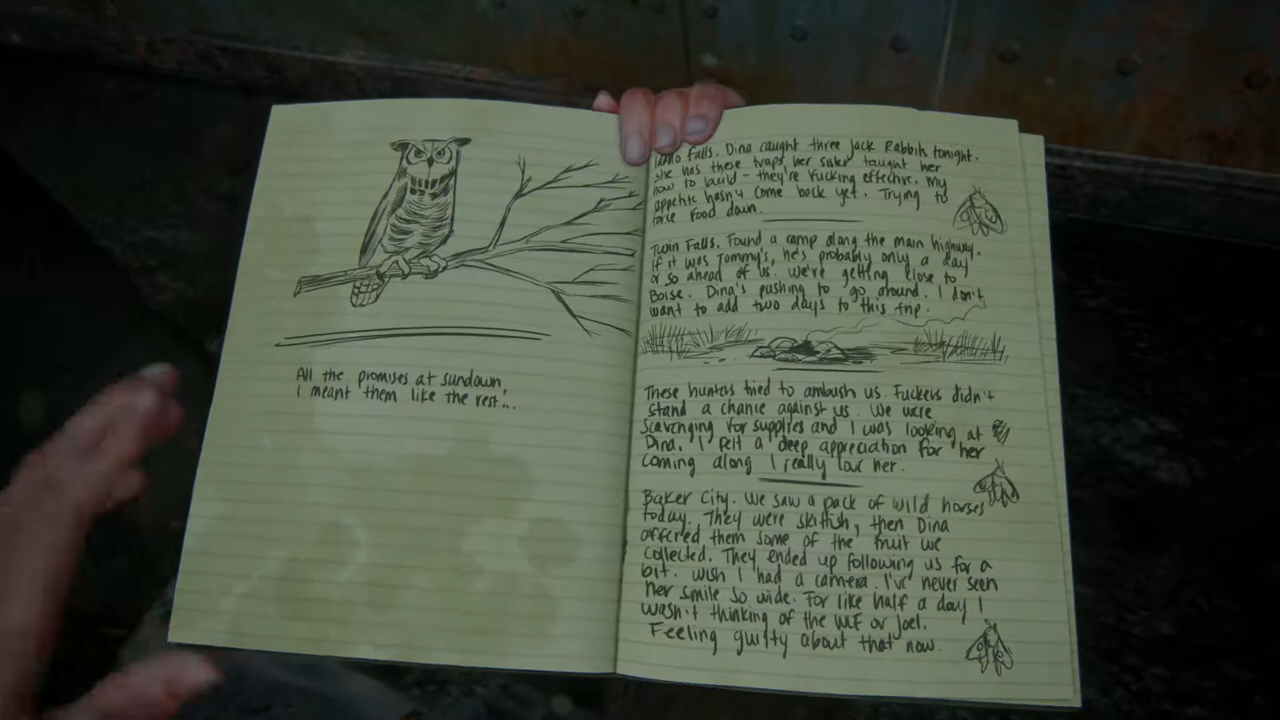 All the promises at sundown,
I meant them like the rest...
Idaho Falls. Dina caught three jack Rabbits tonight.
She has these traps her sister taught her
how to build - they're fucking effective. My
appetite hasn't come back yet. Trying to
force food down.
Twin Falls. Found a camp along the main highway.
If it was Tommy's, he's probably only a day
or so ahead of us. We're getting close to
Boise. Dina's pushing to go around. I don't
want to add two days to this trip.
These hunters tried to ambush us. Fuckers didn't
stand a chance against us. We were
scavenging for supplies and I was looking at
Dina. I felt a deep appreciation for her
coming along I really love her.
Baker City. We saw a pack of wild horses
today. They were skittish, then Dina
offered them some of the fruit we
collected. They ended up following us for a
bit. Wish I had a camera. I've never seen
her smile so wide. For like half a day I
wasn't thinking of the WLF or Joel.
Feeling guilty about that now.